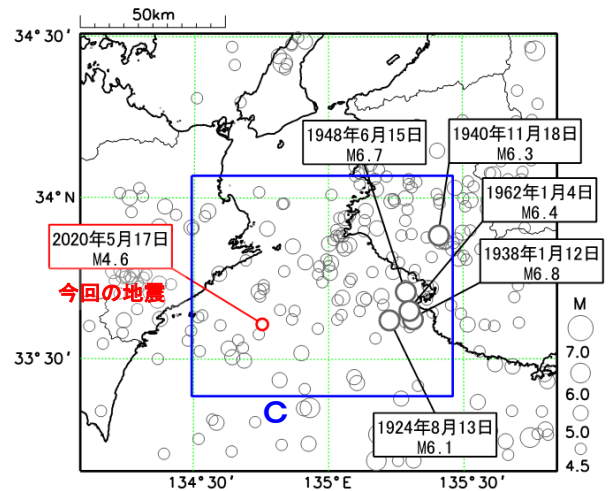 50km
34°30′
1948年6月15日
M6.7
1940年11月18日
M6.3
34°N
1962年1月4日
M6.4
2020年5月17日
M4.6
1938年1月12日
M6.8
今回の地震
M
7.0
33°30′
6.0
C
1924年8月13日
M6.1
5.0
4.5
134°30′
135°E
135°30′